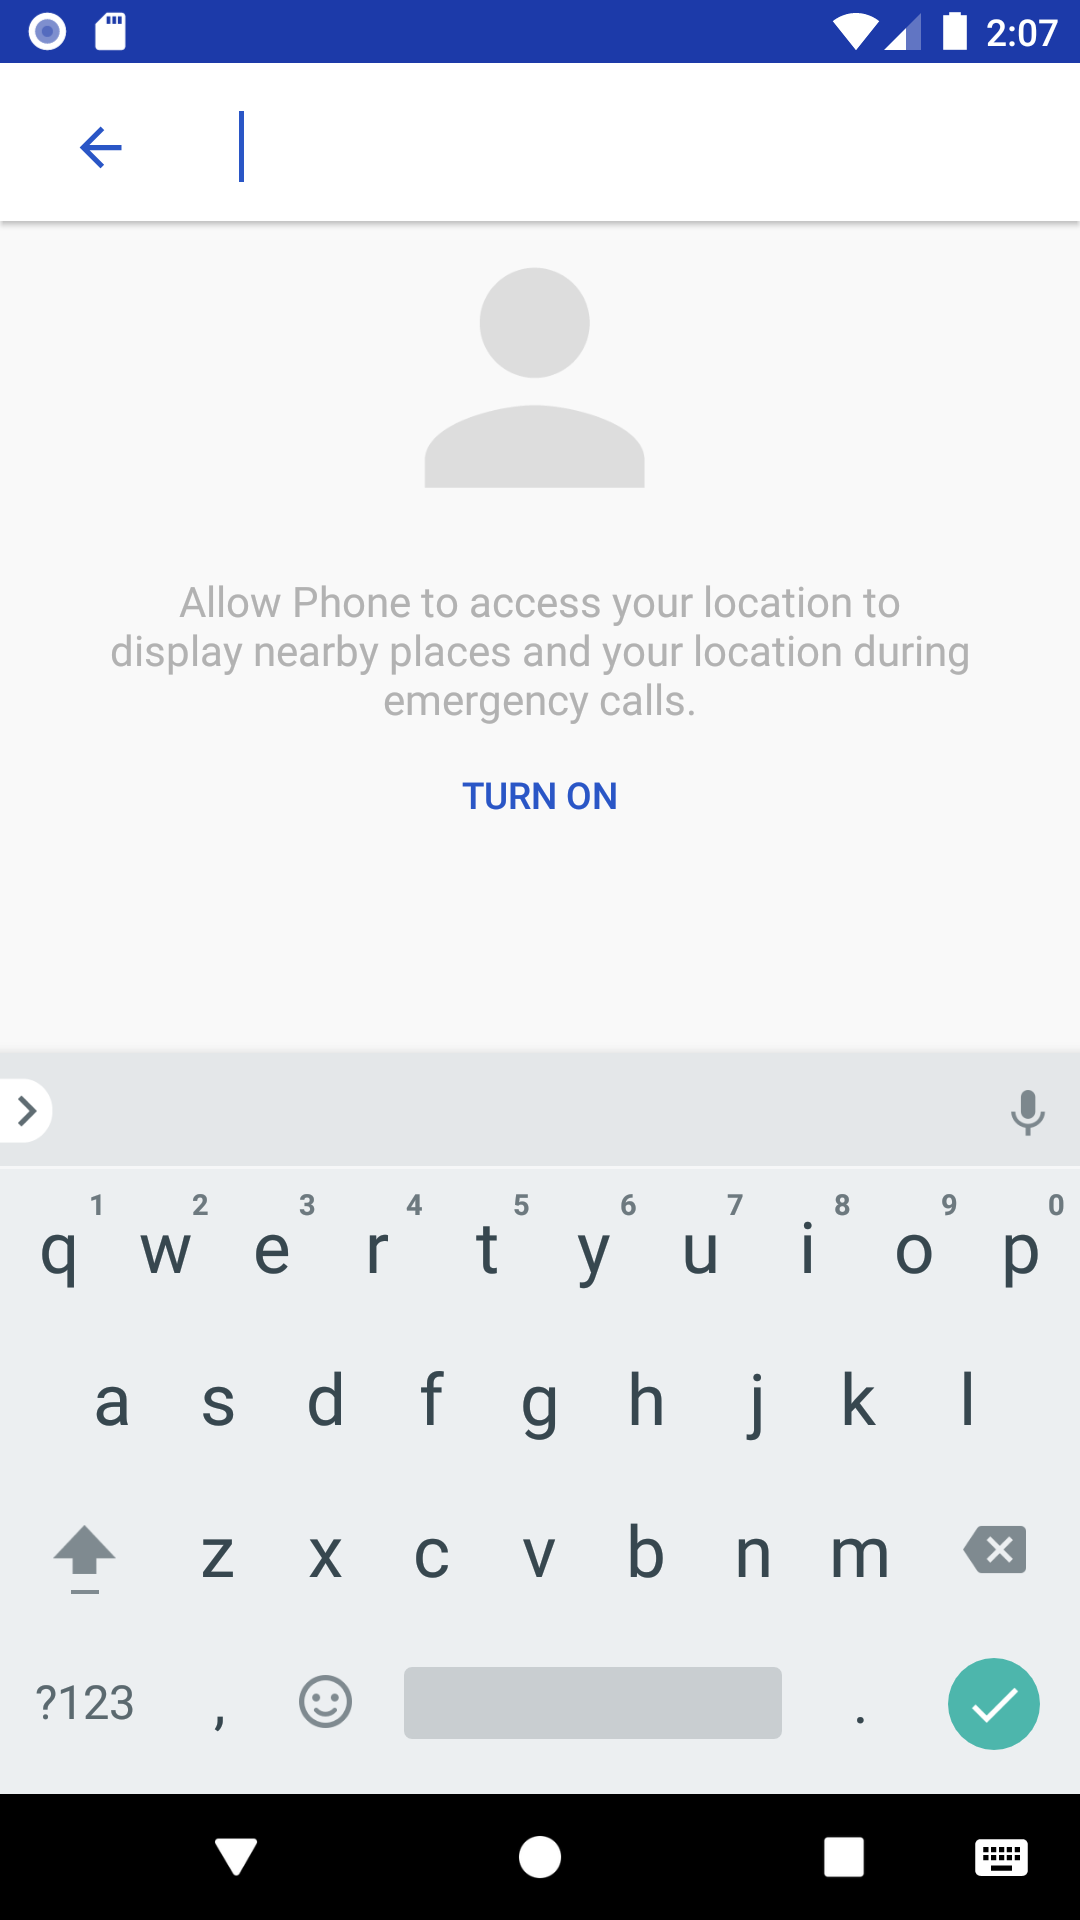 2:07
Allow Phone to access your location to
display nearby places and your location during
emergency calls.
TURN ON
1 2 3 4 5 6 7 8 9 0
q w e r t y u i o p
a s d f g h j k l
z x c v b n m
?123 , .